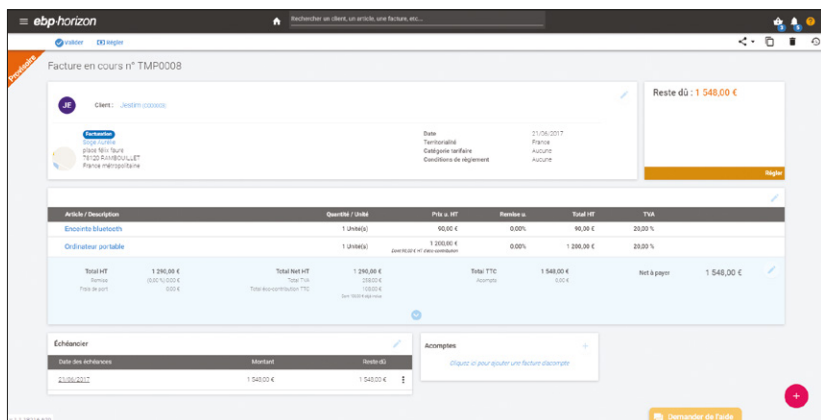 ebp·horizon
Rechercher un client, un article, une facture, etc...
Valider Régler
Provisoire
Facture en cours n° TMP0008
JE Client :
Reste dû : 1 548,00 €
Facturation
place félix faure
78120 RAMBOUILLET
France métropolitaine
Date 21/06/2017
Territorialité France
Catégorie tarifaire Aucune
Conditions de règlement Aucune
Régler
Article / Description Quantité / Unité Prix u. HT Remise u. Total HT TVA
Enceinte bluetooth 1 Unité(s) 90,00 € 0.00% 90,00 € 20,00 %
Ordinateur portable 1 Unité(s) 1 200,00 € 0.00% 1 200,00 € 20,00 %
Total HT 1 290,00 € Total Net HT 1 290,00 € Total TTC 1 548,00 € Net à payer 1 548,00 €
Remise (0,00 %) 0,00 € Total TVA 258,00 € Acompte 0,00 €
Frais de port 0,00 € Total éco-contribution TTC
Échéancier
Acomptes
Date des échéances Montant Reste dû
Cliquez ici pour ajouter une facture d'acompte
21/06/2017 1 548,00 € 1 548,00 €
Demander de l'aide